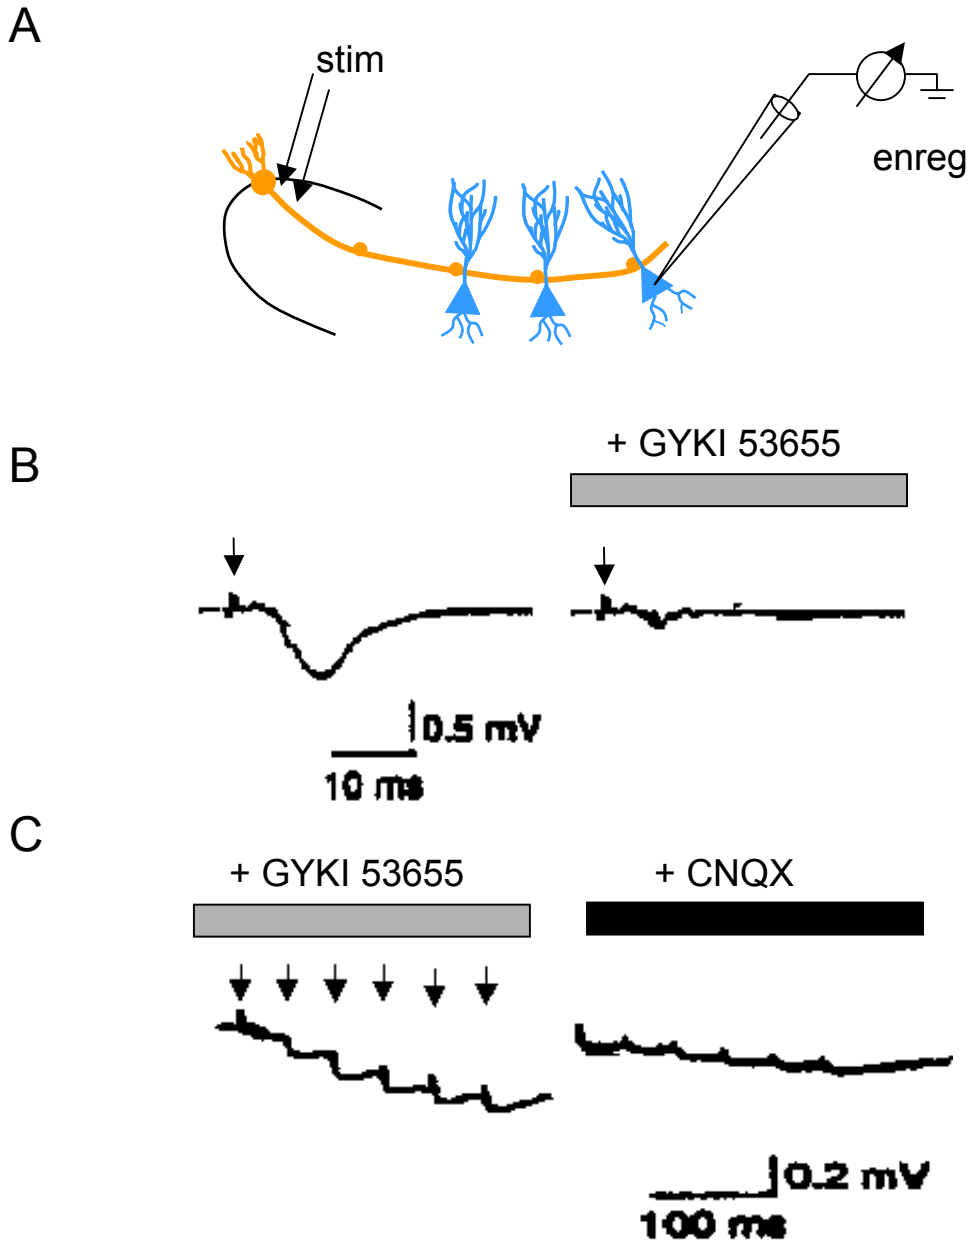 A
stim
enreg
B
+ GYKI 53655
0.5 mV
10 ms
C
+ GYKI 53655
+ CNQX
0.2 mV
100 ms